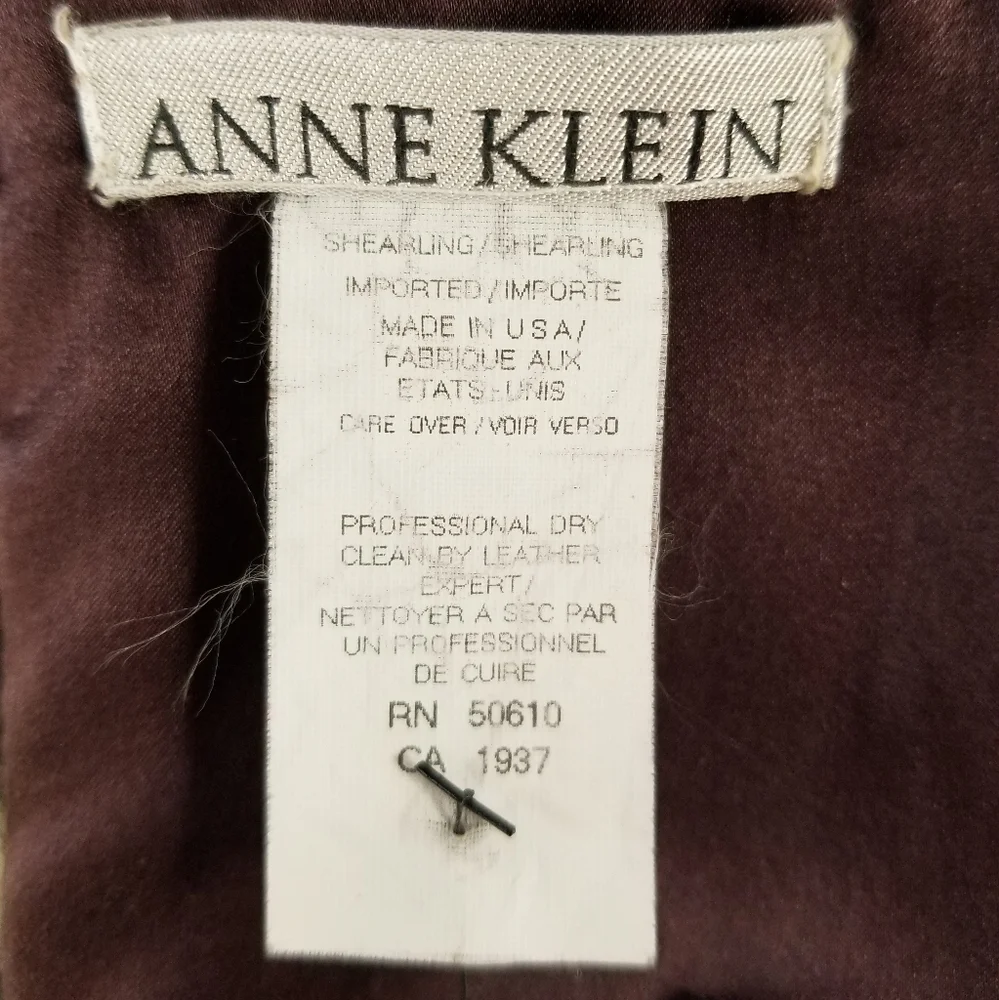 ANNE KLEIN
SHEARLING/SHEARLING
IMPORTED/IMPORTE
MADE IN USA/
FABRIQUE AUX
ETATS-UNIS
CARE OVER/VOIR VERSO
PROFESSIONAL DRY
CLEAN BY LEATHER
EXPERT/
NETTOYER A SEC PAR
UN PROFESSIONNEL
DE CUIRE
RN 50610
CA 1937